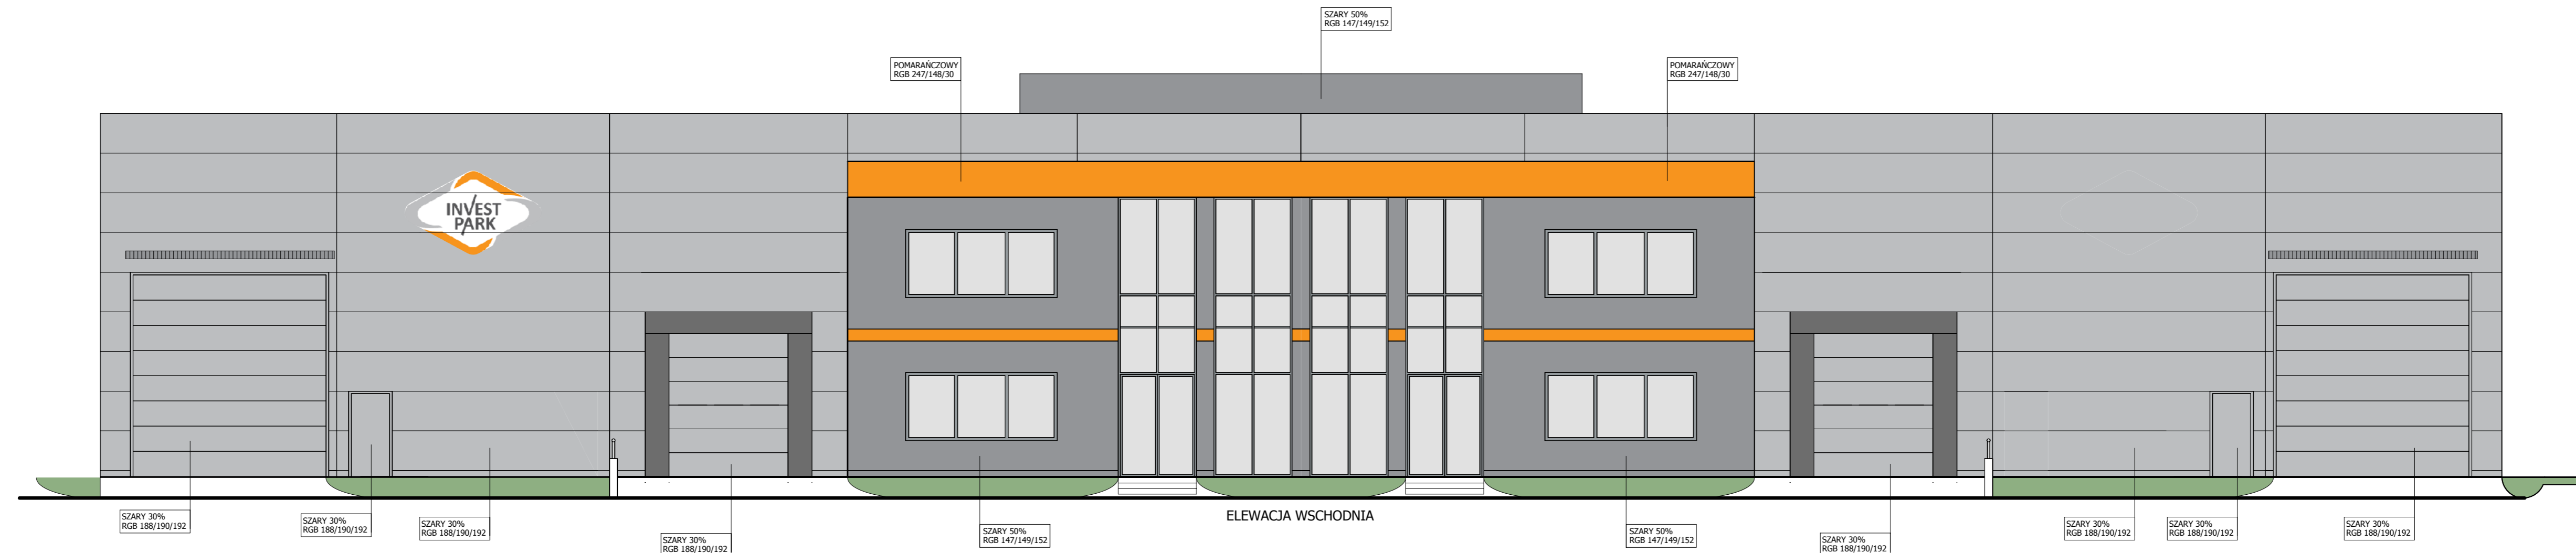 SZARY 50%
RGB 147/149/152
POMARAŃCZOWY
RGB 247/148/30
POMARAŃCZOWY
RGB 247/148/30
INVEST
PARK
ELEWACJA WSCHODNIA
SZARY 30%
RGB 188/190/192
SZARY 30%
RGB 188/190/192
SZARY 30%
RGB 188/190/192
SZARY 30%
RGB 188/190/192
SZARY 50%
RGB 147/149/152
SZARY 50%
RGB 147/149/152
SZARY 30%
RGB 188/190/192
SZARY 30%
RGB 188/190/192
SZARY 30%
RGB 188/190/192
SZARY 30%
RGB 188/190/192